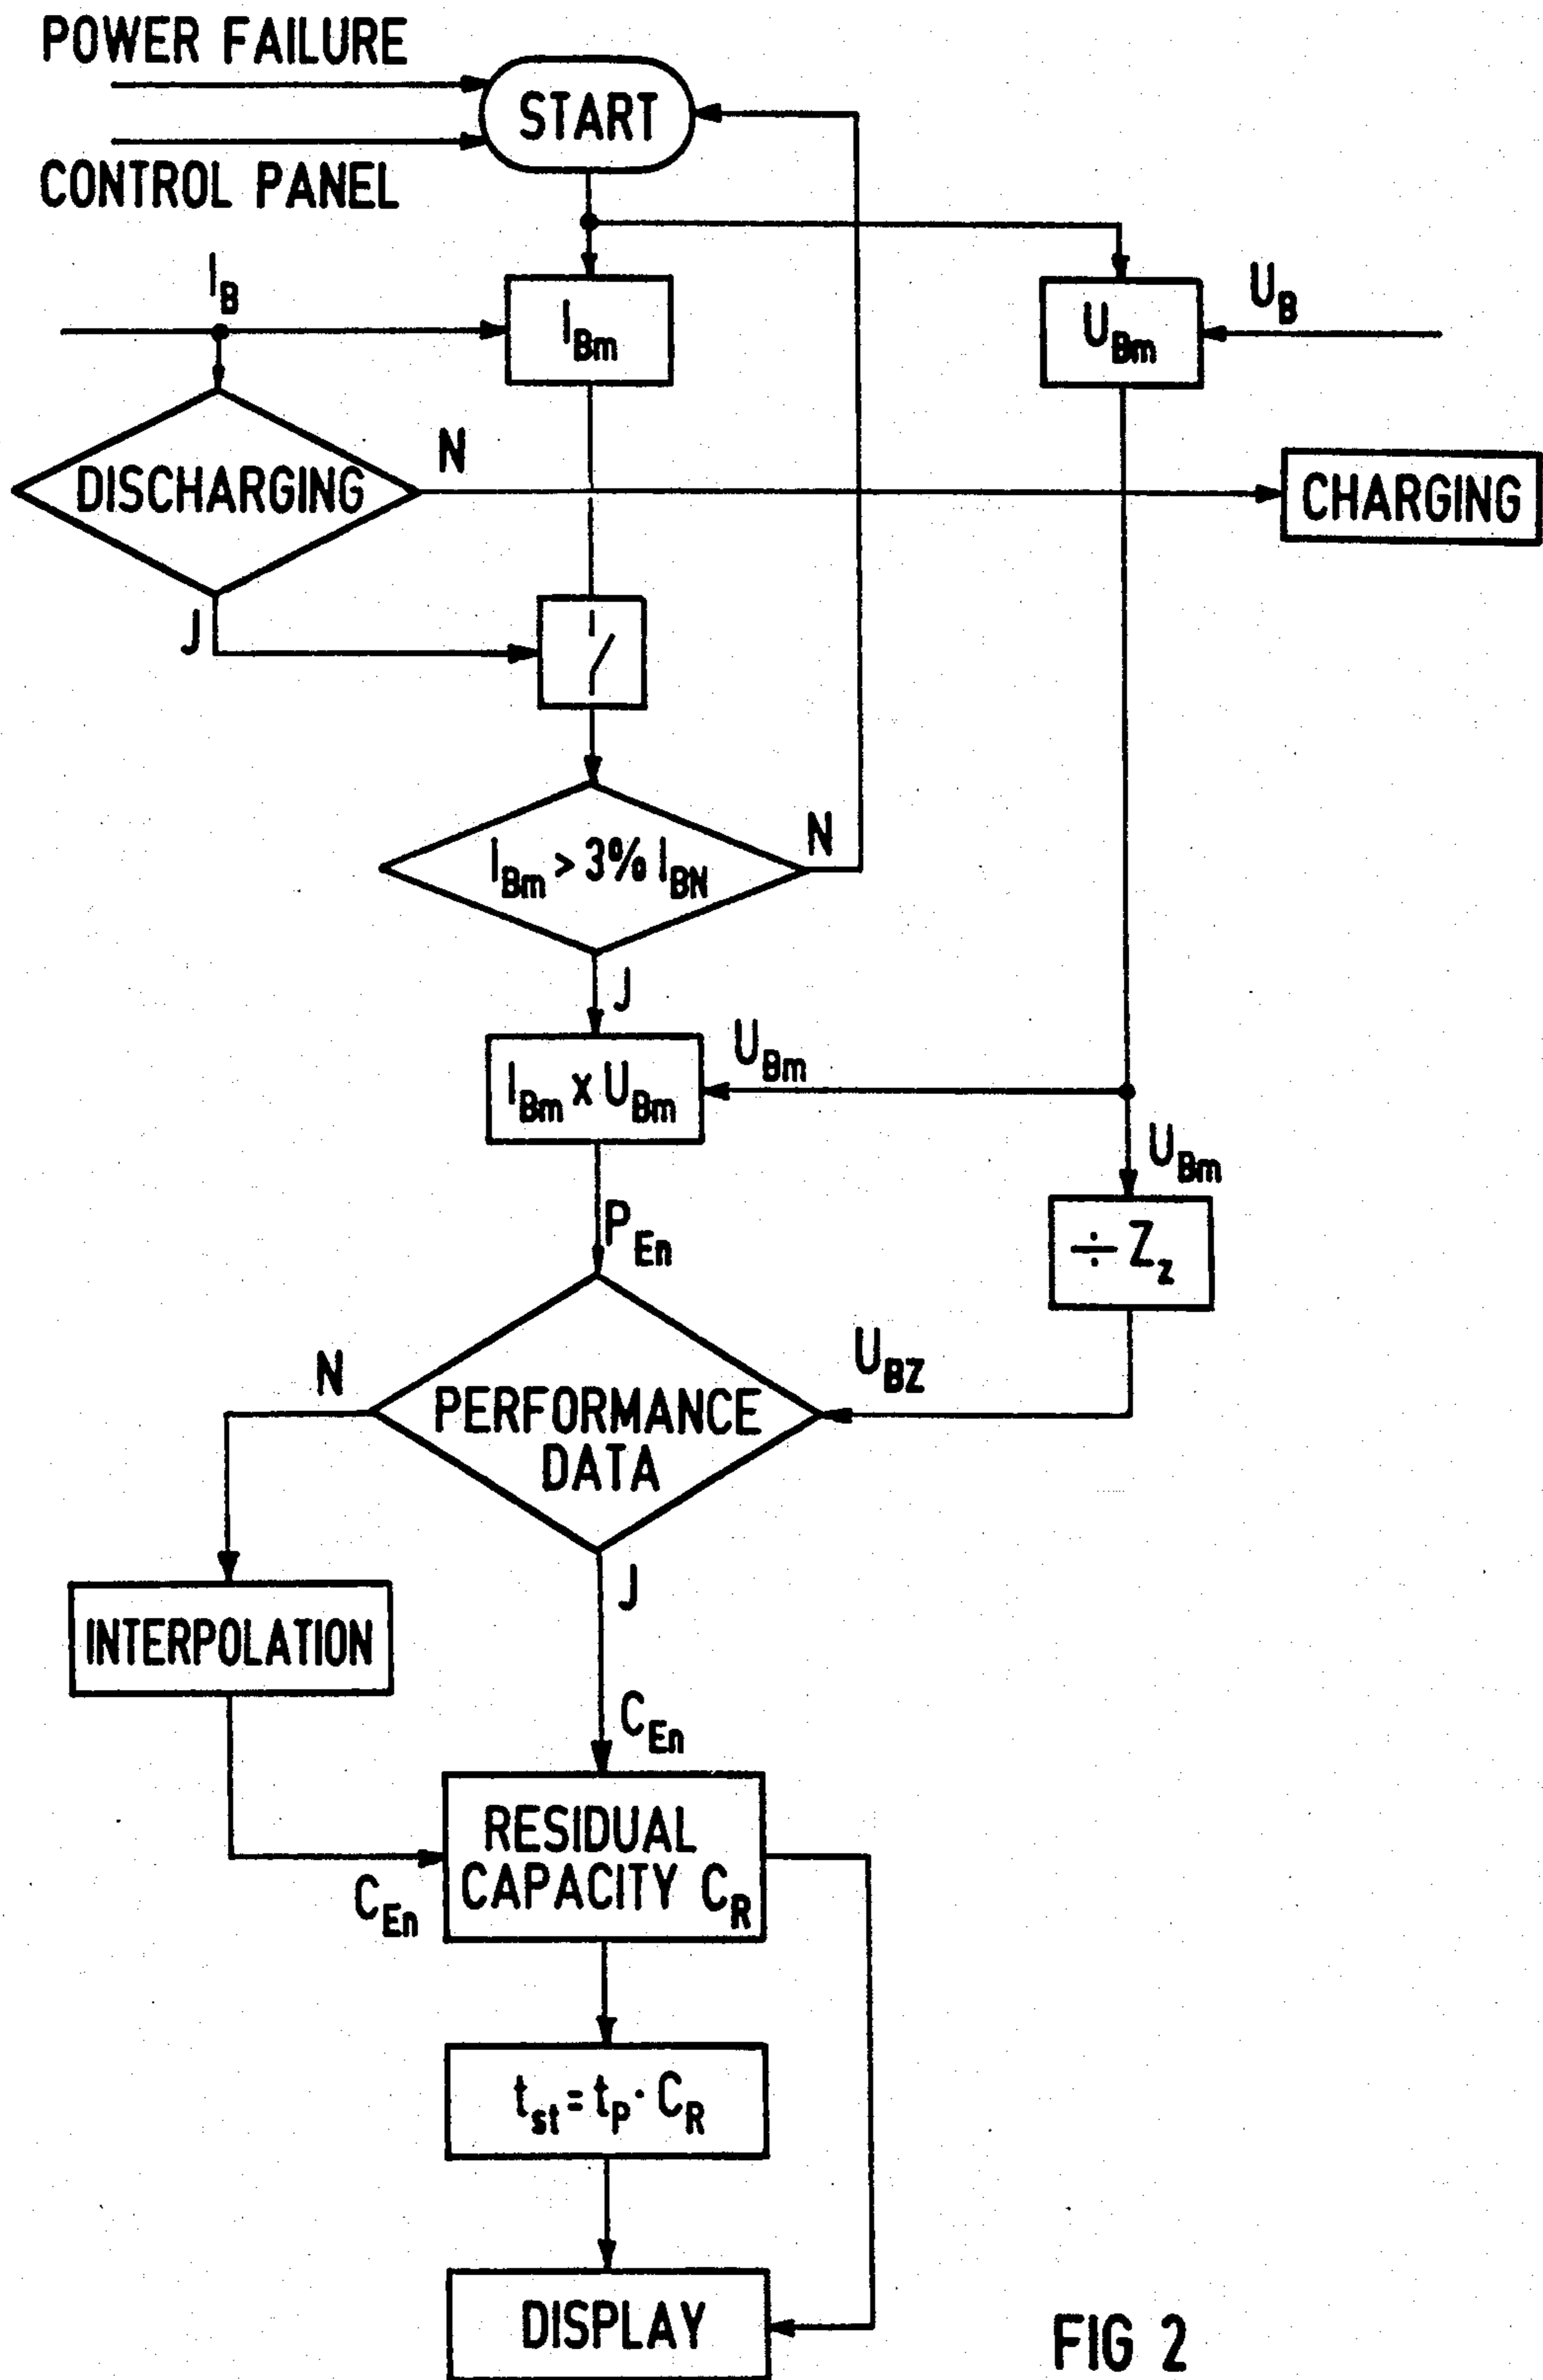 POWER FAILURE
START
CONTROL PANEL
I_B
I_Bm
U_Bm
U_B
DISCHARGING
N
CHARGING
J
I_Bm > 3% I_BN
N
J
I_Bm x U_Bm
U_Bm
U_Bm
P_En
÷ Z_z
N
U_BZ
PERFORMANCE
DATA
J
INTERPOLATION
C_En
RESIDUAL
CAPACITY C_R
C_En
t_st = t_P · C_R
DISPLAY
FIG 2